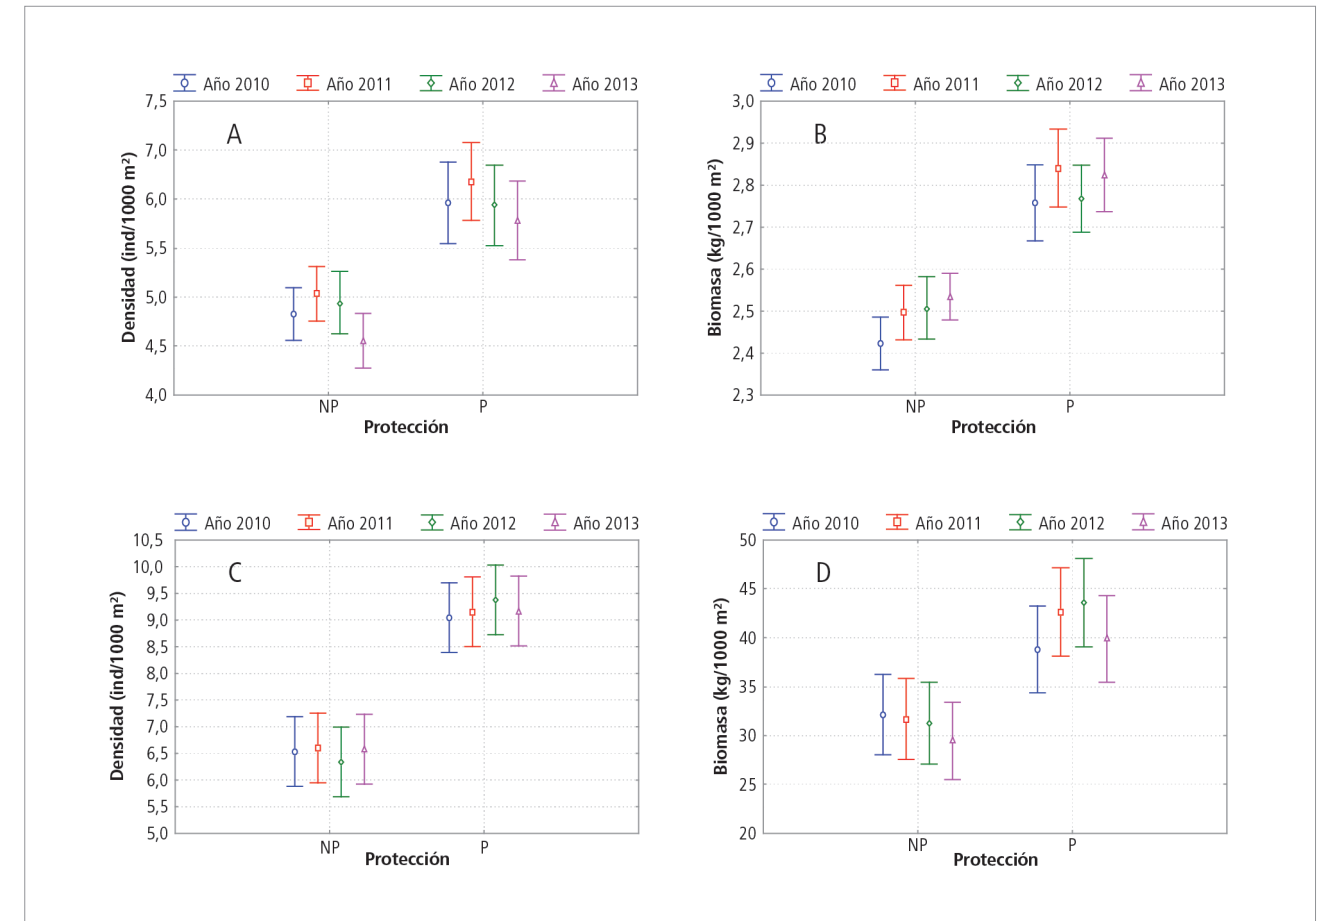 Año 2010 Año 2011 Año 2012 Año 2013
A
Densidad (ind/1000 m²)
7,5
7,0
6,0
5,5
5,0
4,5
4,0
NP P
Protección
Año 2010 Año 2011 Año 2012 Año 2013
B
Biomasa (kg/1000 m²)
3,0
2,9
2,8
2,7
2,6
2,5
2,4
2,3
NP P
Protección
Año 2010 Año 2011 Año 2012 Año 2013
C
Densidad (ind/1000 m²)
10,5
10,0
9,5
9,0
8,5
8,0
7,5
7,0
6,5
6,0
5,5
5,0
NP P
Protección
Año 2010 Año 2011 Año 2012 Año 2013
D
Biomasa (kg/1000 m²)
50
45
40
35
30
25
20
NP P
Protección